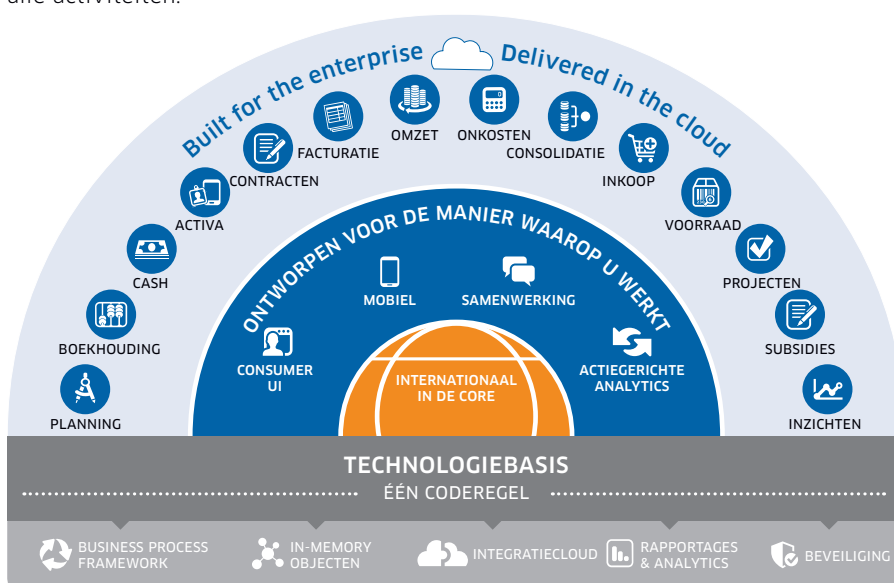 alle activiteiten.
Built for the enterprise
Delivered in the cloud
PLANNING
BOEKHOUDING
CASH
ACTIVA
CONTRACTEN
FACTURATIE
OMZET
ONKOSTEN
CONSOLIDATIE
INKOOP
VOORRAAD
PROJECTEN
SUBSIDIES
INZICHTEN
ONTWORPEN VOOR DE MANIER WAAROP U WERKT
CONSUMER
UI
MOBIEL
SAMENWERKING
ACTIEGERICHTE
ANALYTICS
INTERNATIONAAL
IN DE CORE
TECHNOLOGIEBASIS
ÉÉN CODEREGEL
BUSINESS PROCESS
FRAMEWORK
IN-MEMORY
OBJECTEN
INTEGRATIECLOUD
RAPPORTAGES
& ANALYTICS
BEVEILIGING